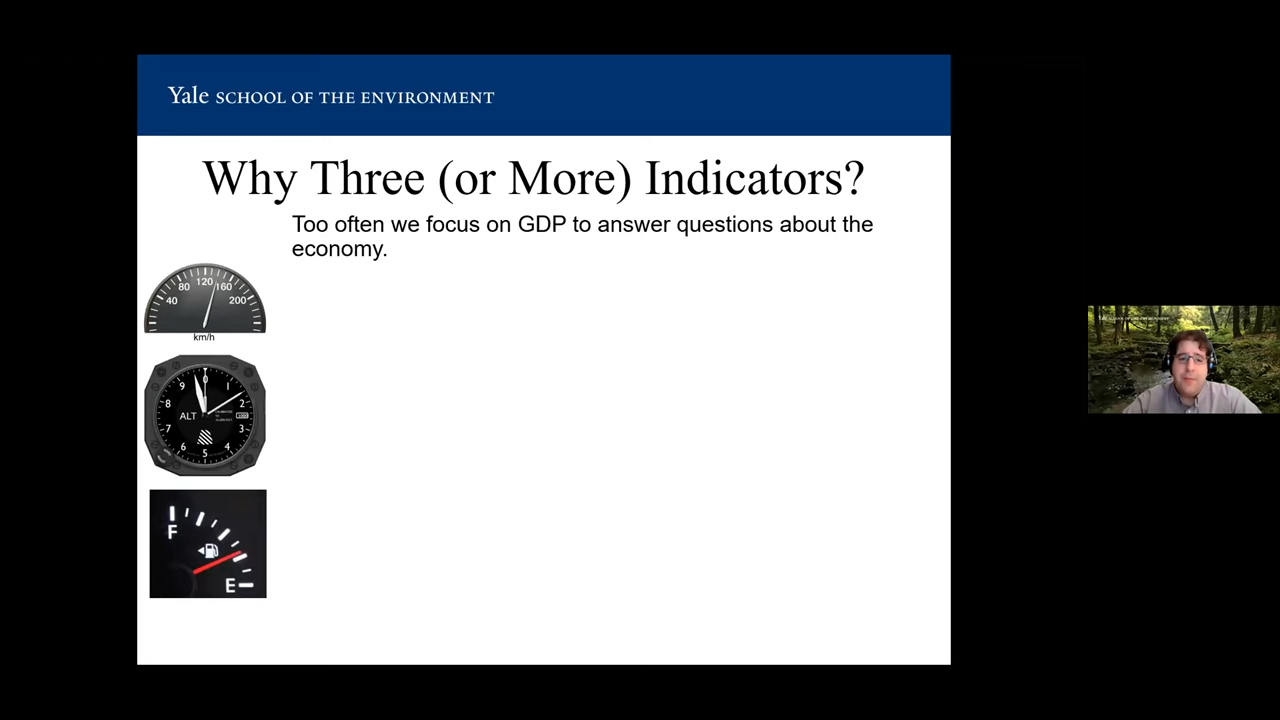 Yale SCHOOL OF THE ENVIRONMENT
Why Three (or More) Indicators?
Too often we focus on GDP to answer questions about the
economy.
40 80 120 160 200
km/h
0 1 2 3 4 5 6 7 8 9
ALT
F
E